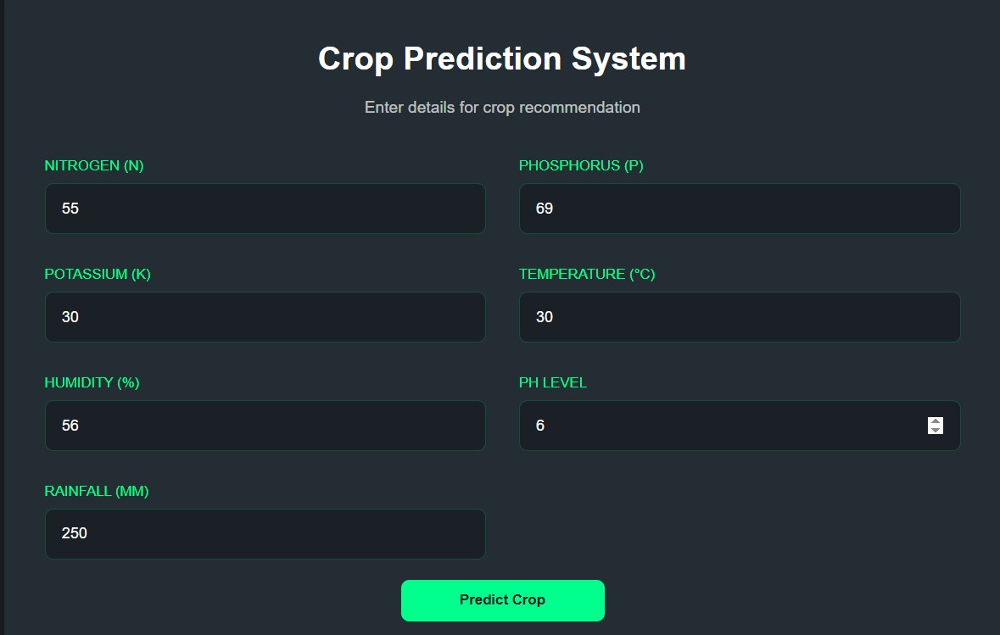 Crop Prediction System
Enter details for crop recommendation
NITROGEN (N)
55
PHOSPHORUS (P)
69
POTASSIUM (K)
30
TEMPERATURE (°C)
30
HUMIDITY (%)
56
PH LEVEL
6
RAINFALL (MM)
250
Predict Crop